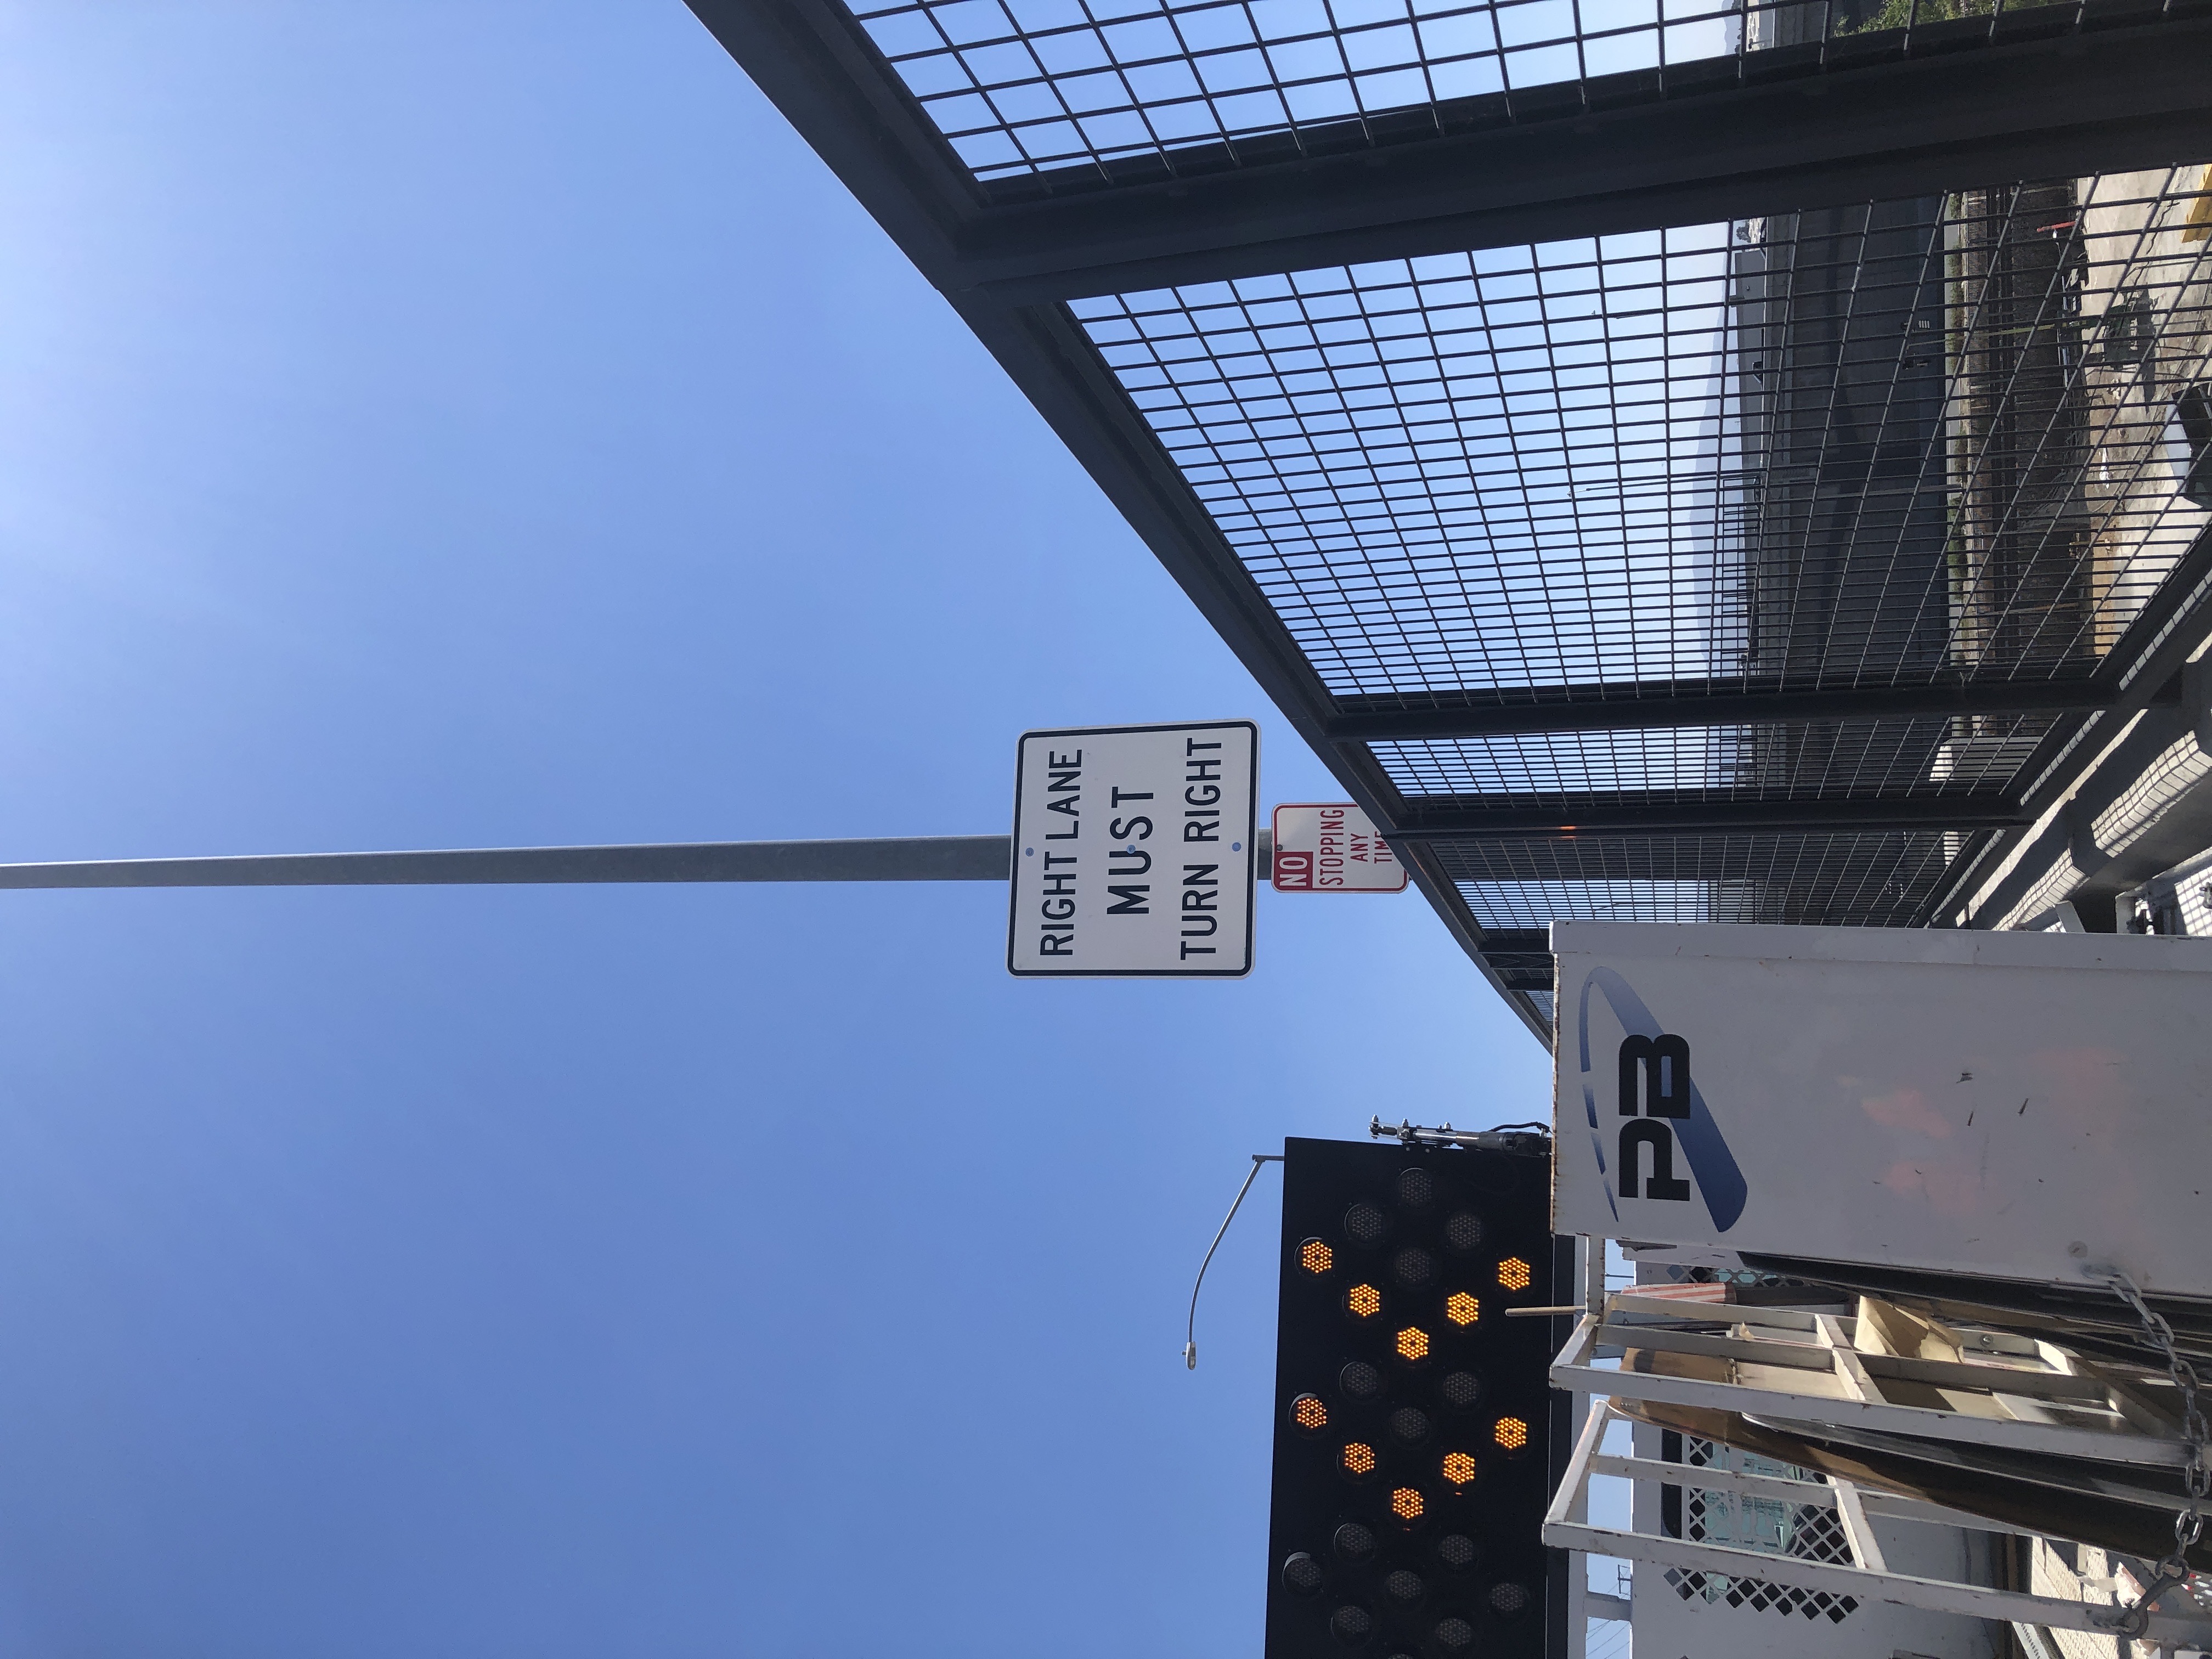 RIGHT LANE
MUST
TURN RIGHT
NO
STOPPING
ANY
TIME
PB